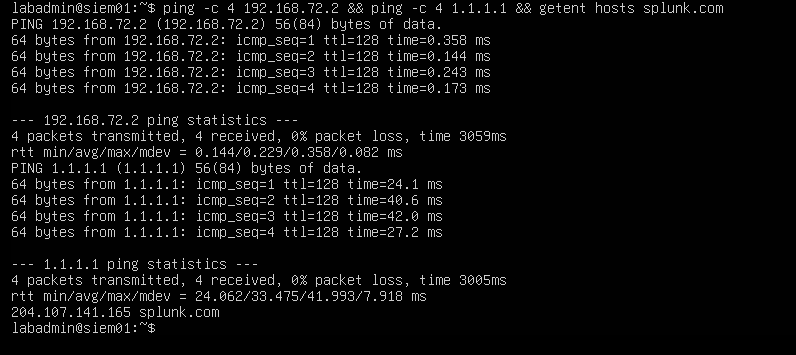 labadmin@siem01:~$ ping -c 4 192.168.72.2 && ping -c 4 1.1.1.1 && getent hosts splunk.com
PING 192.168.72.2 (192.168.72.2) 56(84) bytes of data.
64 bytes from 192.168.72.2: icmp_seq=1 ttl=128 time=0.358 ms
64 bytes from 192.168.72.2: icmp_seq=2 ttl=128 time=0.144 ms
64 bytes from 192.168.72.2: icmp_seq=3 ttl=128 time=0.243 ms
64 bytes from 192.168.72.2: icmp_seq=4 ttl=128 time=0.173 ms

--- 192.168.72.2 ping statistics ---
4 packets transmitted, 4 received, 0% packet loss, time 3059ms
rtt min/avg/max/mdev = 0.144/0.229/0.358/0.082 ms
PING 1.1.1.1 (1.1.1.1) 56(84) bytes of data.
64 bytes from 1.1.1.1: icmp_seq=1 ttl=128 time=24.1 ms
64 bytes from 1.1.1.1: icmp_seq=2 ttl=128 time=40.6 ms
64 bytes from 1.1.1.1: icmp_seq=3 ttl=128 time=42.0 ms
64 bytes from 1.1.1.1: icmp_seq=4 ttl=128 time=27.2 ms

--- 1.1.1.1 ping statistics ---
4 packets transmitted, 4 received, 0% packet loss, time 3005ms
rtt min/avg/max/mdev = 24.062/33.475/41.993/7.918 ms
204.107.141.165 splunk.com
labadmin@siem01:~$